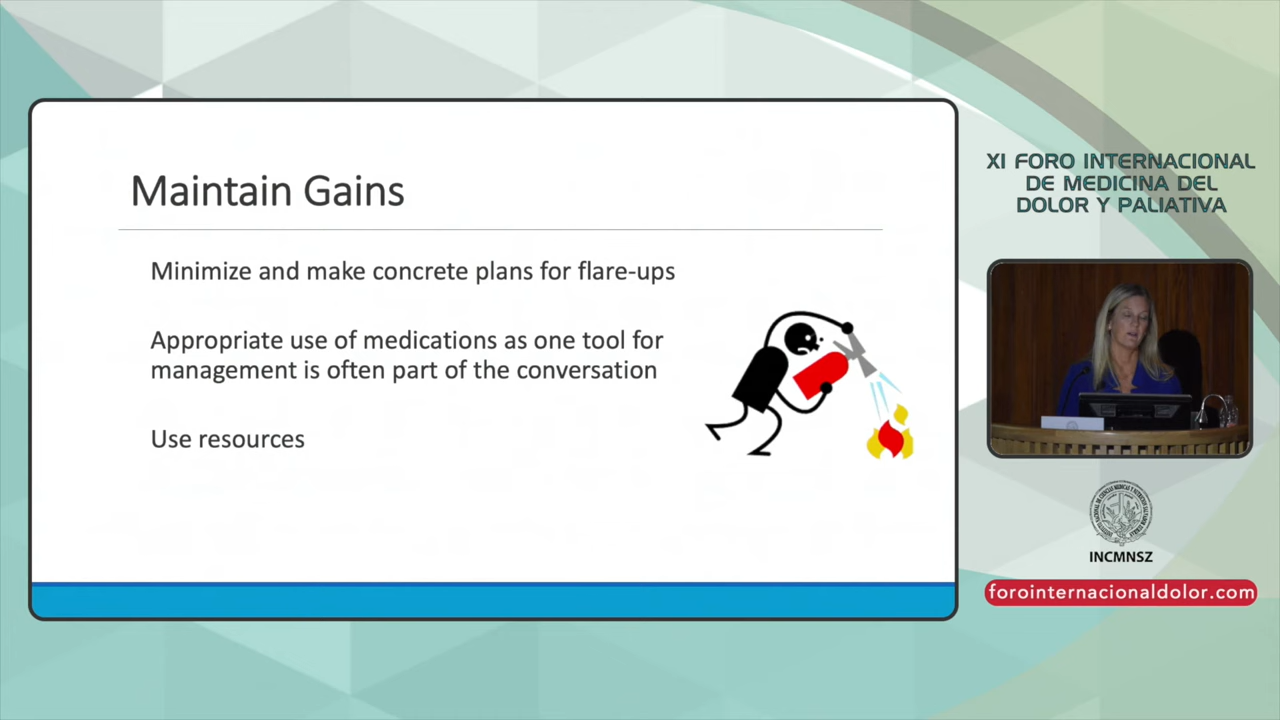 Maintain Gains
Minimize and make concrete plans for flare-ups
Appropriate use of medications as one tool for
management is often part of the conversation
Use resources
XI FORO INTERNACIONAL
DE MEDICINA DEL
DOLOR Y PALIATIVA
INCMNSZ
forointernacionaldolor.com